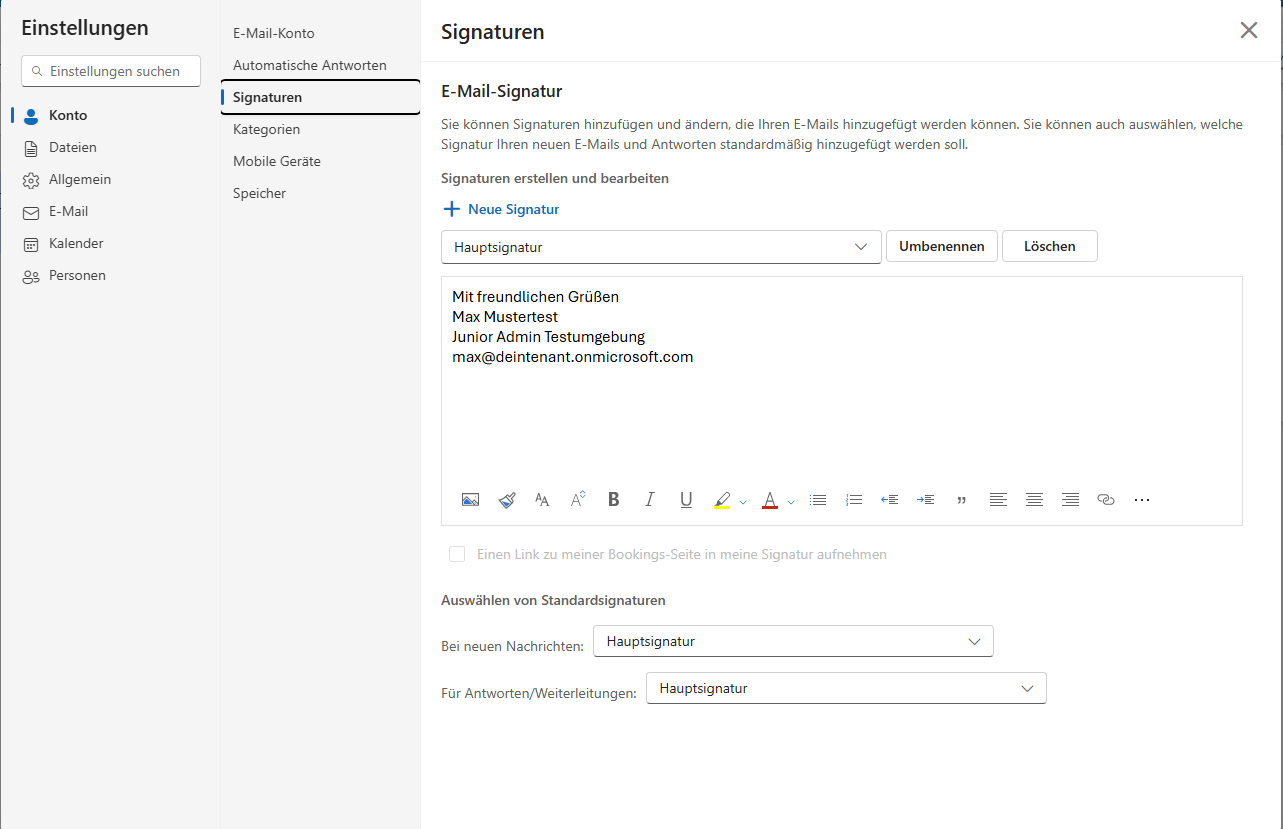 Einstellungen
Einstellungen suchen
Konto
Dateien
Allgemein
E-Mail
Kalender
Personen
E-Mail-Konto
Automatische Antworten
Signaturen
Kategorien
Mobile Geräte
Speicher
Signaturen
E-Mail-Signatur
Sie können Signaturen hinzufügen und ändern, die Ihren E-Mails hinzugefügt werden können. Sie können auch auswählen, welche
Signatur Ihren neuen E-Mails und Antworten standardmäßig hinzugefügt werden soll.
Signaturen erstellen und bearbeiten
Neue Signatur
Hauptsignatur
Umbenennen
Löschen
Mit freundlichen Grüßen
Max Mustertest
Junior Admin Testumgebung
max@deintenant.onmicrosoft.com
Einen Link zu meiner Bookings-Seite in meine Signatur aufnehmen
Auswählen von Standardsignaturen
Bei neuen Nachrichten: Hauptsignatur
Für Antworten/Weiterleitungen: Hauptsignatur